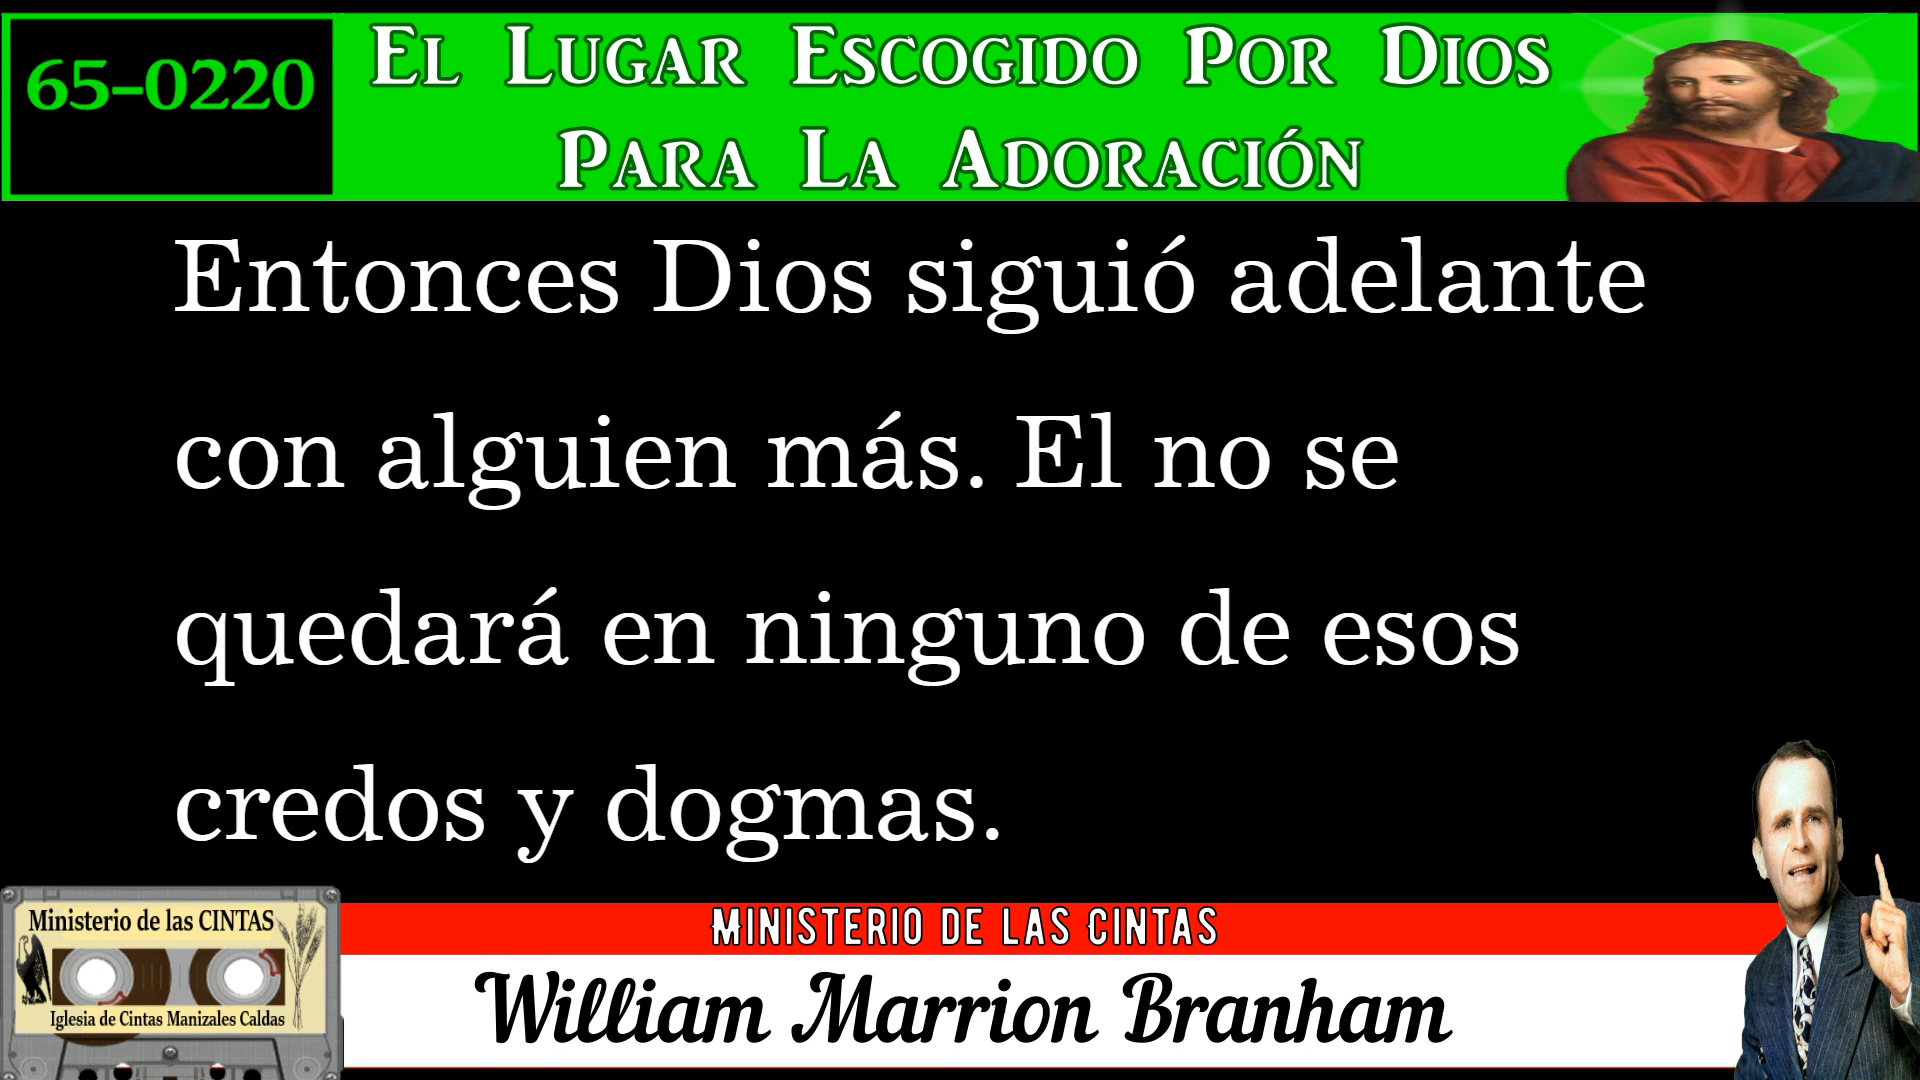 65-0220
El Lugar Escogido Por Dios
Para La Adoración
Entonces Dios siguió adelante
con alguien más. El no se
quedará en ninguno de esos
credos y dogmas.
Ministerio de las CINTAS
Iglesia de Cintas Manizales Caldas
Ministerio de las Cintas
William Marrion Branham